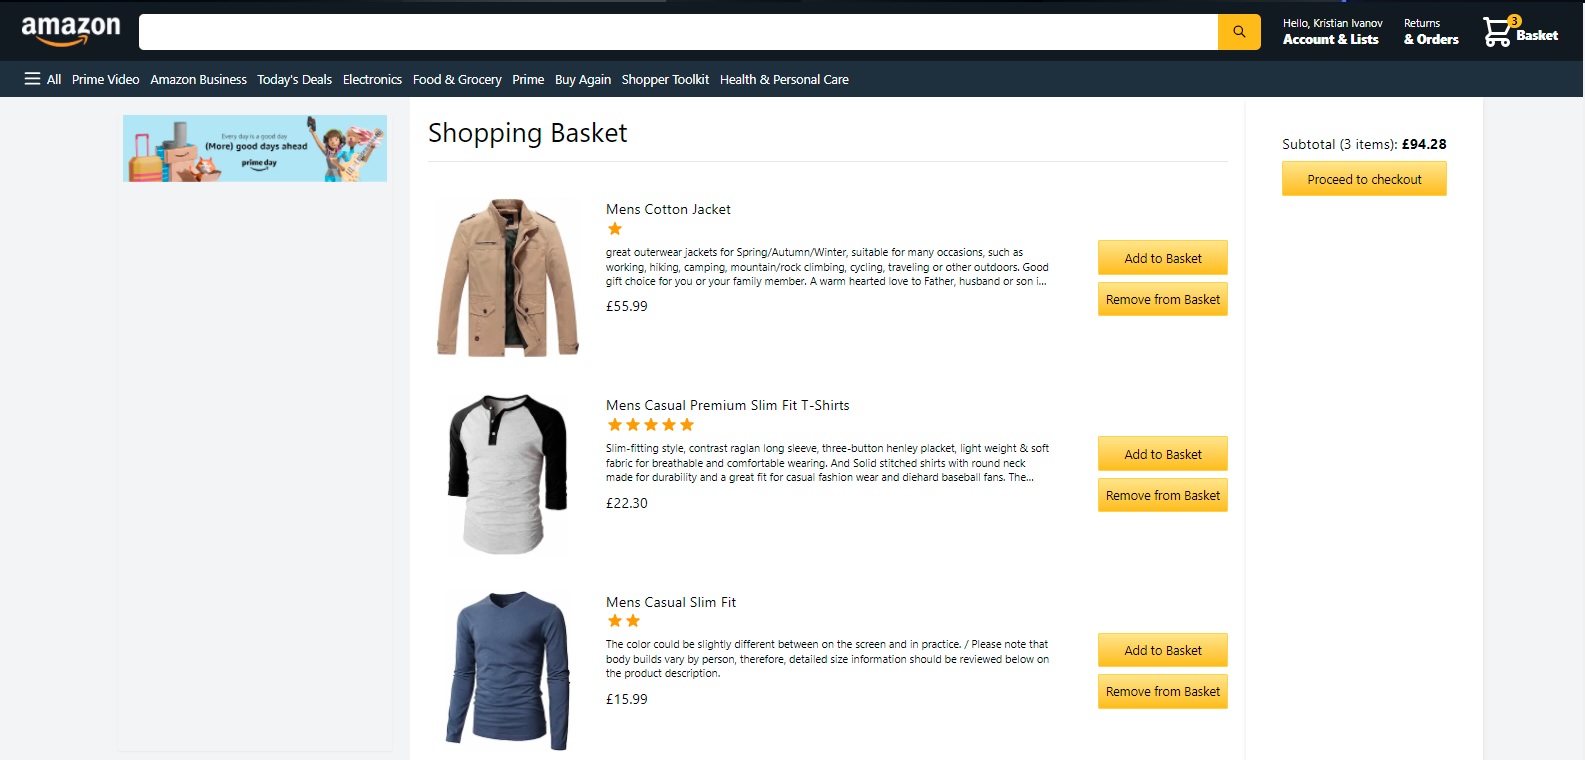 amazon
Hello, Kristian Ivanov
Account & Lists
Returns
& Orders
3
Basket
All Prime Video Amazon Business Today's Deals Electronics Food & Grocery Prime Buy Again Shopper Toolkit Health & Personal Care
Every day is a good day
(More) good days ahead
prime day
Shopping Basket
Mens Cotton Jacket
great outerwear jackets for Spring/Autumn/Winter, suitable for many occasions, such as
working, hiking, camping, mountain/rock climbing, cycling, traveling or other outdoors. Good
gift choice for you or your family member. A warm hearted love to Father, husband or son i...
£55.99
Add to Basket
Remove from Basket
Mens Casual Premium Slim Fit T-Shirts
Slim-fitting style, contrast raglan long sleeve, three-button henley placket, light weight & soft
fabric for breathable and comfortable wearing. And Solid stitched shirts with round neck
made for durability and a great fit for casual fashion wear and diehard baseball fans. The...
£22.30
Add to Basket
Remove from Basket
Mens Casual Slim Fit
The color could be slightly different between on the screen and in practice. / Please note that
body builds vary by person, therefore, detailed size information should be reviewed below on
the product description.
£15.99
Add to Basket
Remove from Basket
Subtotal (3 items): £94.28
Proceed to checkout